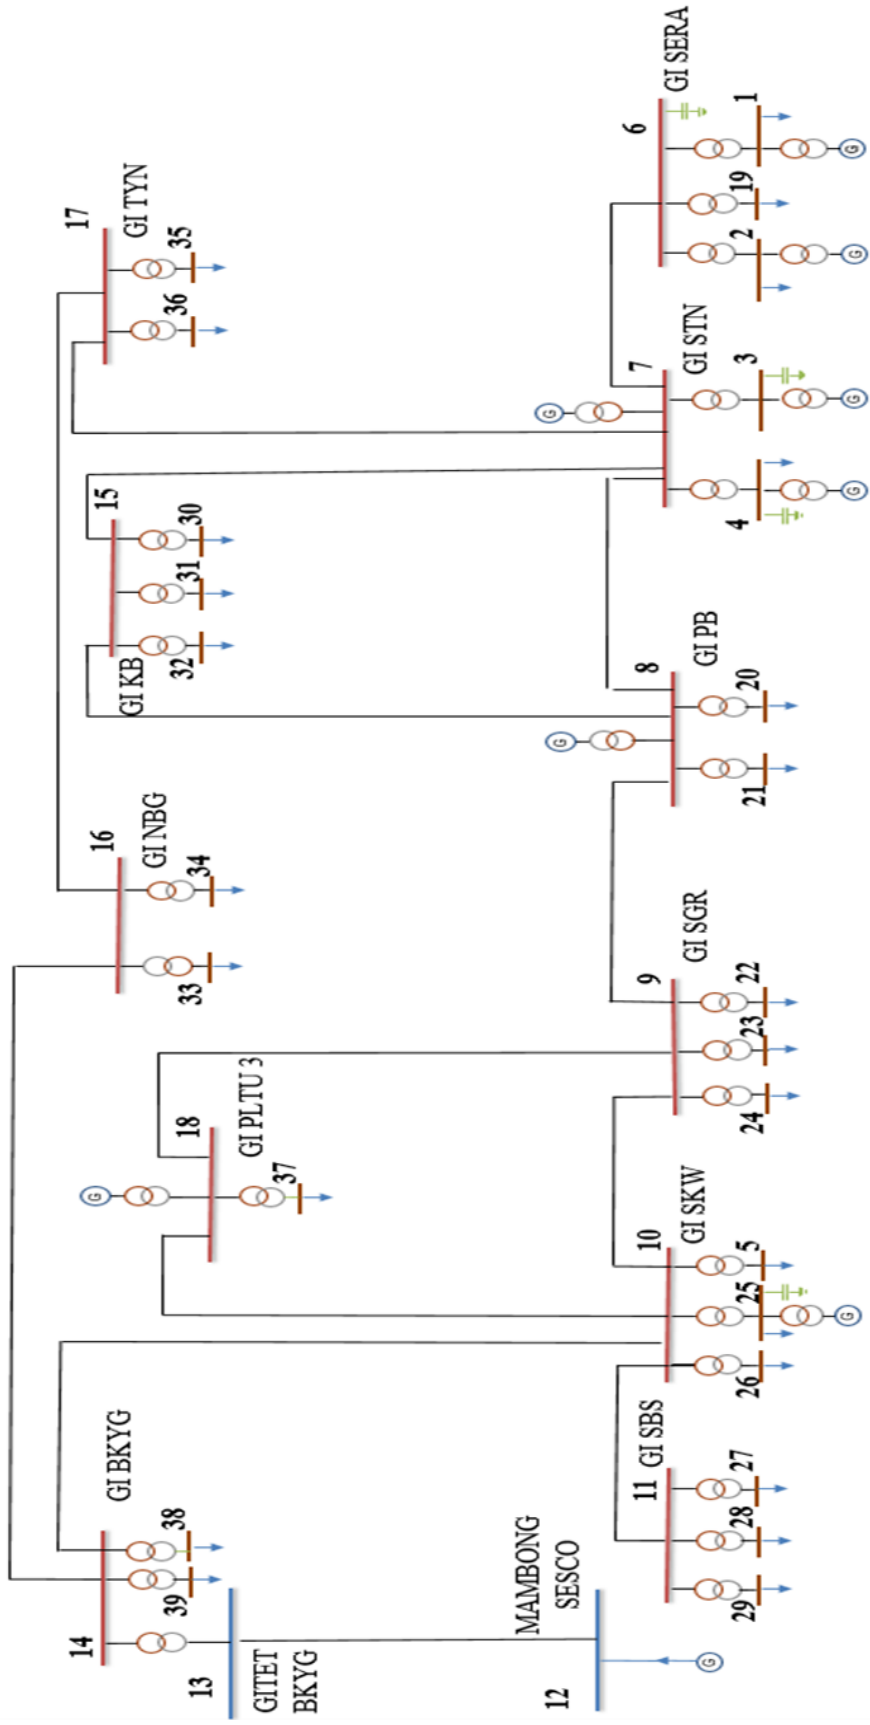 14
GI BKYG
39
38
13
GITET
BKYG
G
18
GI PLTU 3
37
16
GI NBG
33
34
15
GI KB
32
31
30
17
GI TYN
36
35
MAMBONG
SESCO
12
G
11
GI SBS
29
28
27
10
GI SKW
26
25
5
G
9
GI SGR
24
23
22
G
8
GI PB
21
20
G
7
GI STN
4
3
G
G
6
GI SERA
2
19
1
G
G